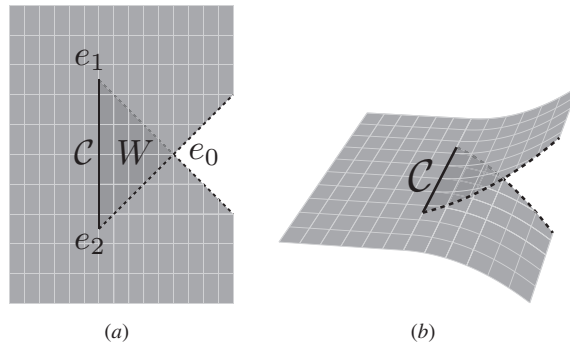 e₁
𝒞 W e₀
e₂
𝒞
(a) (b)